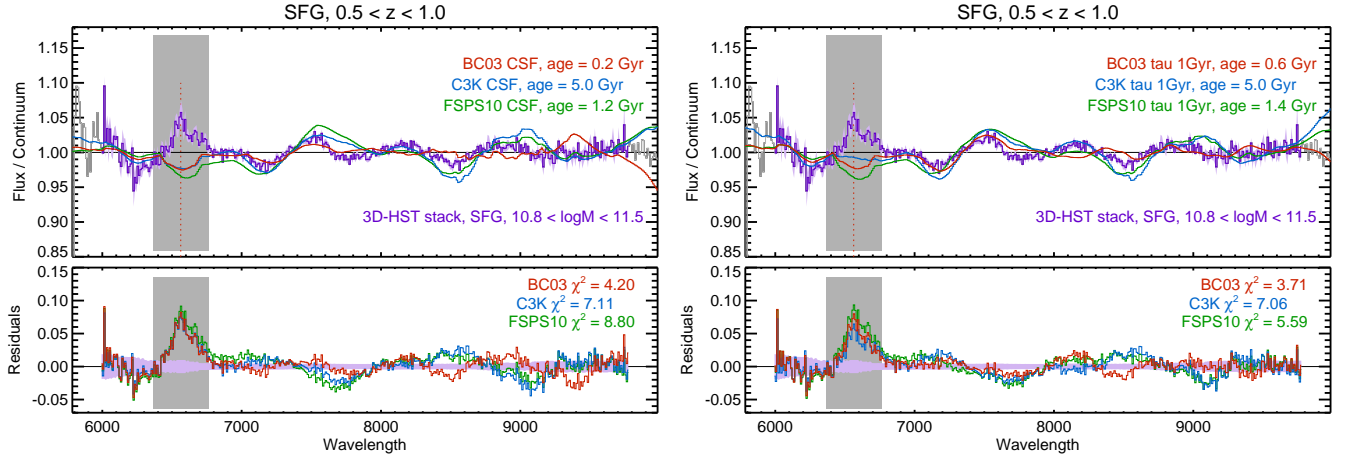 SFG, 0.5 < z < 1.0
1.15
1.10
1.05
1.00
0.95
0.90
0.85
Flux / Continuum
BC03 CSF, age = 0.2 Gyr
C3K CSF, age = 5.0 Gyr
FSPS10 CSF, age = 1.2 Gyr
3D-HST stack, SFG, 10.8 < logM < 11.5
0.15
0.10
0.05
0.00
-0.05
Residuals
BC03 χ² = 4.20
C3K χ² = 7.11
FSPS10 χ² = 8.80
6000 7000 8000 9000
Wavelength
SFG, 0.5 < z < 1.0
1.15
1.10
1.05
1.00
0.95
0.90
0.85
Flux / Continuum
BC03 tau 1Gyr, age = 0.6 Gyr
C3K tau 1Gyr, age = 5.0 Gyr
FSPS10 tau 1Gyr, age = 1.4 Gyr
3D-HST stack, SFG, 10.8 < logM < 11.5
0.15
0.10
0.05
0.00
-0.05
Residuals
BC03 χ² = 3.71
C3K χ² = 7.06
FSPS10 χ² = 5.59
6000 7000 8000 9000
Wavelength